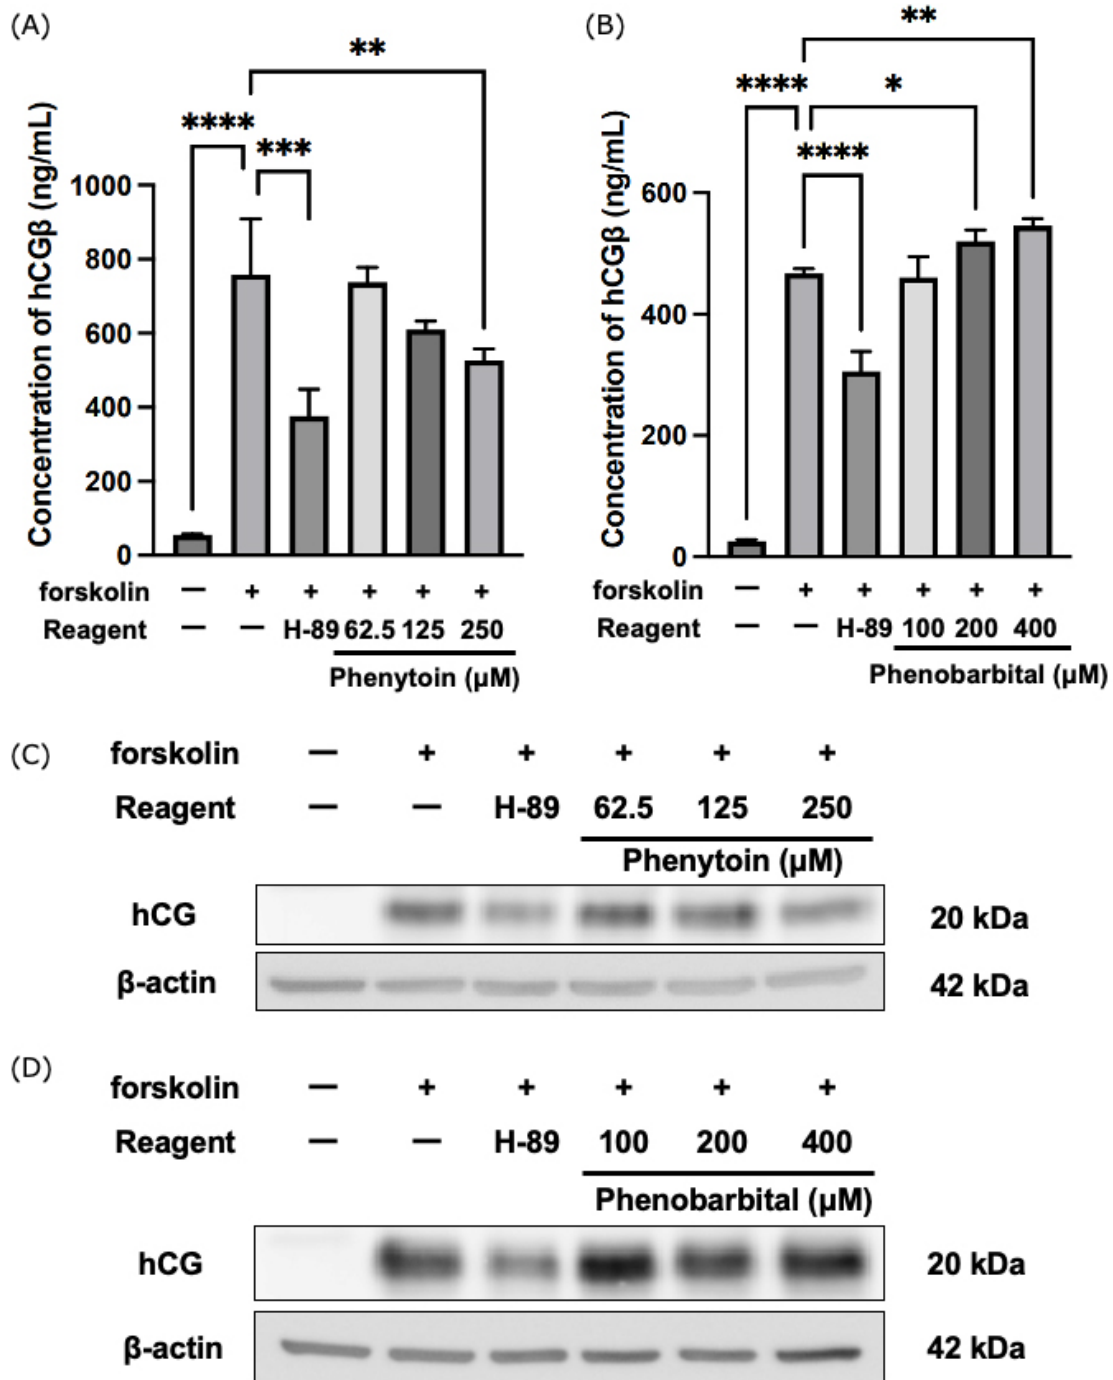 (A)
**
****
***
Concentration of hCGβ (ng/mL)
1000
800
600
400
200
0
forskolin — + + + + +
Reagent — — H-89 62.5 125 250
Phenytoin (μM)
(B)
**
**** *
****
Concentration of hCGβ (ng/mL)
600
400
200
0
forskolin — + + + + +
Reagent — — H-89 100 200 400
Phenobarbital (μM)
(C)
forskolin — + + + + +
Reagent — — H-89 62.5 125 250
Phenytoin (μM)
hCG 20 kDa
β-actin 42 kDa
(D)
forskolin — + + + + +
Reagent — — H-89 100 200 400
Phenobarbital (μM)
hCG 20 kDa
β-actin 42 kDa